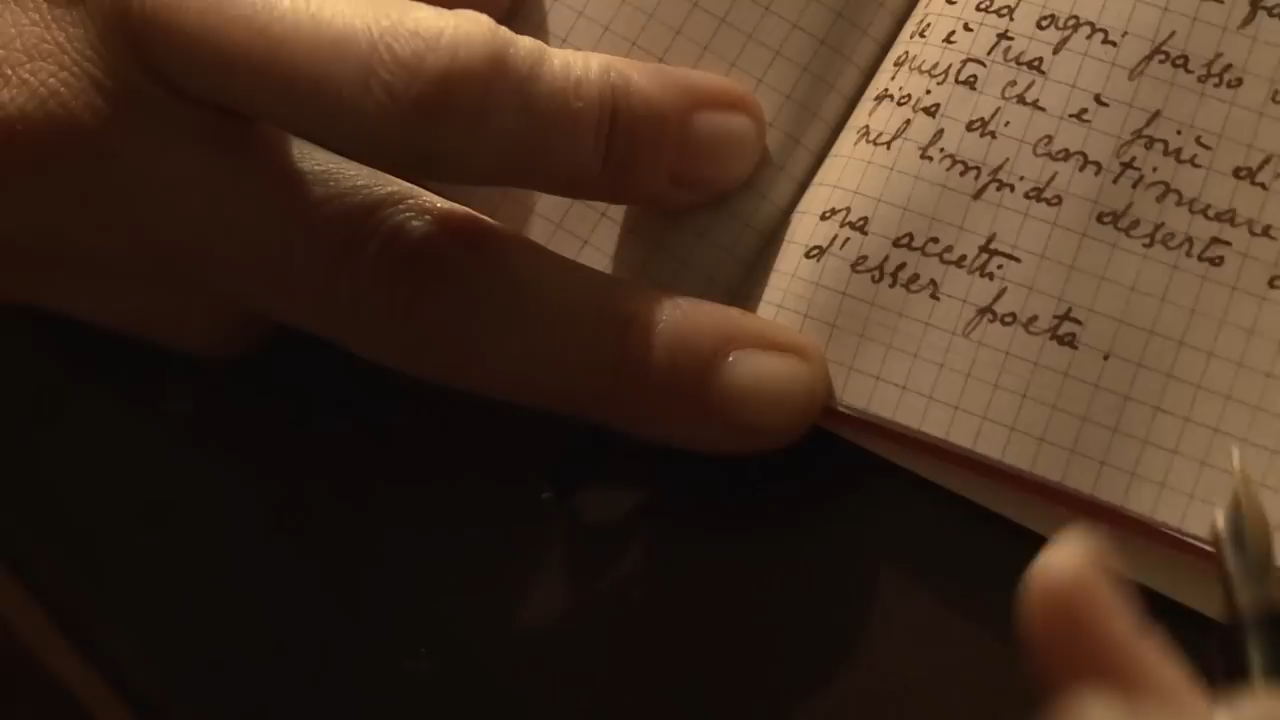 è ad ogni passo
se è tua
questa che è più di
gioia di continuare
nel limpido deserto
ora accetti
d'esser poeta.